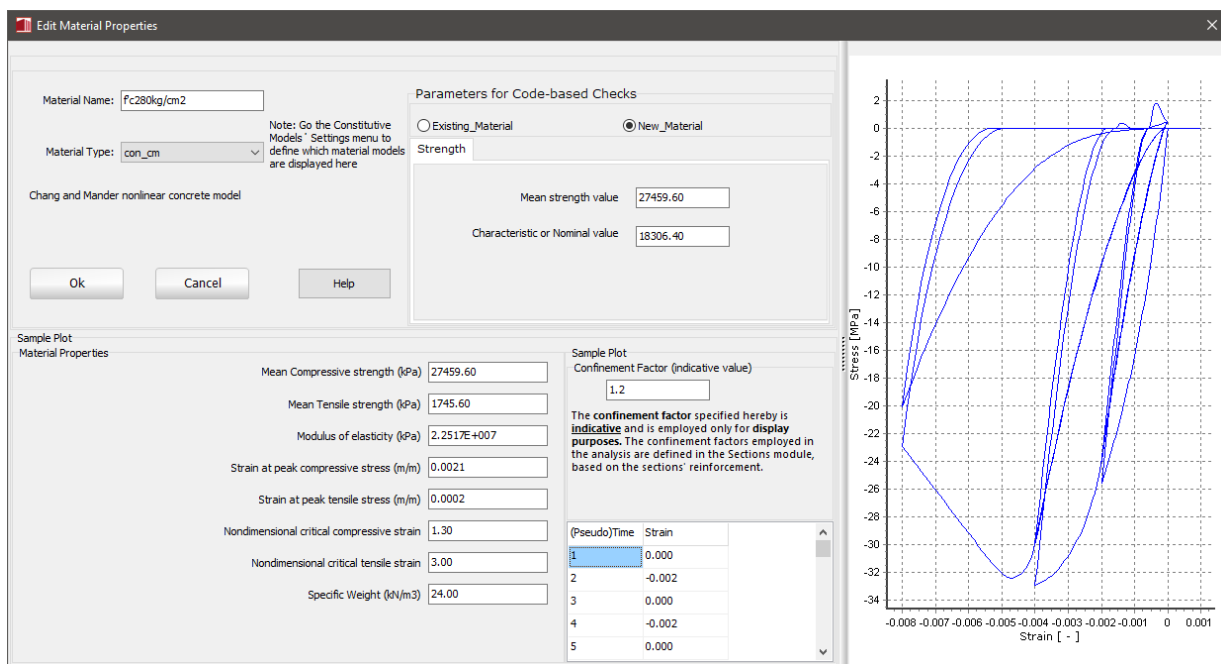 Edit Material Properties
Material Name: f'c280kg/cm2
Material Type: con_cm
Note: Go the Constitutive
Models` Settings menu to
define which material models
are displayed here
Chang and Mander nonlinear concrete model
Ok
Cancel
Help
Parameters for Code-based Checks
Existing_Material
New_Material
Strength
Mean strength value 27459.60
Characteristic or Nominal value 18306.40
Sample Plot
Material Properties
Mean Compressive strength (kPa) 27459.60
Mean Tensile strength (kPa) 1745.60
Modulus of elasticity (kPa) 2.2517E+007
Strain at peak compressive stress (m/m) 0.0021
Strain at peak tensile stress (m/m) 0.0002
Nondimensional critical compressive strain 1.30
Nondimensional critical tensile strain 3.00
Specific Weight (kN/m3) 24.00
Sample Plot
Confinement Factor (indicative value)
1.2
The confinement factor specified hereby is
indicative and is employed only for display
purposes. The confinement factors employed in
the analysis are defined in the Sections module,
based on the sections` reinforcement.
(Pseudo)Time Strain
1 0.000
2 -0.002
3 0.000
4 -0.002
5 0.000
Stress [MPa]
2
0
-2
-4
-6
-8
-10
-12
-14
-16
-18
-20
-22
-24
-26
-28
-30
-32
-34
-0.008 -0.007 -0.006 -0.005 -0.004 -0.003 -0.002 -0.001 0 0.001
Strain [ - ]